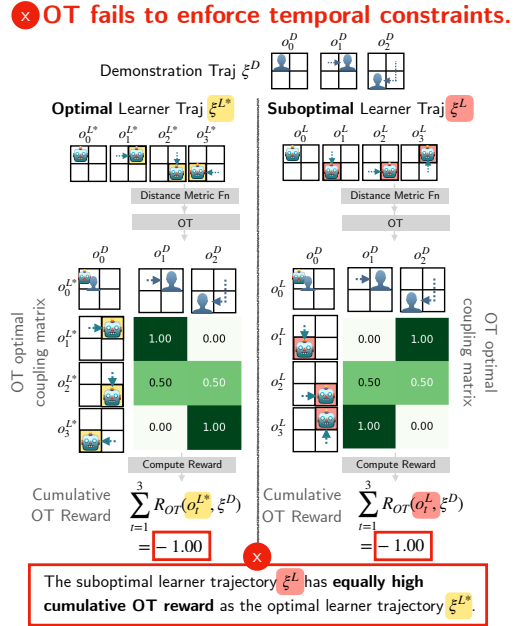 x OT fails to enforce temporal constraints.
o_0^D o_1^D o_2^D
Demonstration Traj ξ^D
Optimal Learner Traj ξ^{L*}
o_0^{L*} o_1^{L*} o_2^{L*} o_3^{L*}
Distance Metric Fn
OT
o_0^D o_1^D o_2^D
o_0^{L*}
o_1^{L*} 1.00 0.00
o_2^{L*} 0.50 0.50
o_3^{L*} 0.00 1.00
OT optimal
coupling matrix
Compute Reward
Cumulative
OT Reward
∑_{t=1}^{3} R_{OT}(o_t^{L*}, ξ^D)
= − 1.00
Suboptimal Learner Traj ξ^L
o_0^L o_1^L o_2^L o_3^L
Distance Metric Fn
OT
o_0^D o_1^D o_2^D
o_0^L
o_1^L 0.00 1.00
o_2^L 0.50 0.50
o_3^L 1.00 0.00
OT optimal
coupling matrix
Compute Reward
Cumulative
OT Reward
∑_{t=1}^{3} R_{OT}(o_t^L, ξ^D)
= − 1.00
x
The suboptimal learner trajectory ξ^L has equally high
cumulative OT reward as the optimal learner trajectory ξ^{L*}.